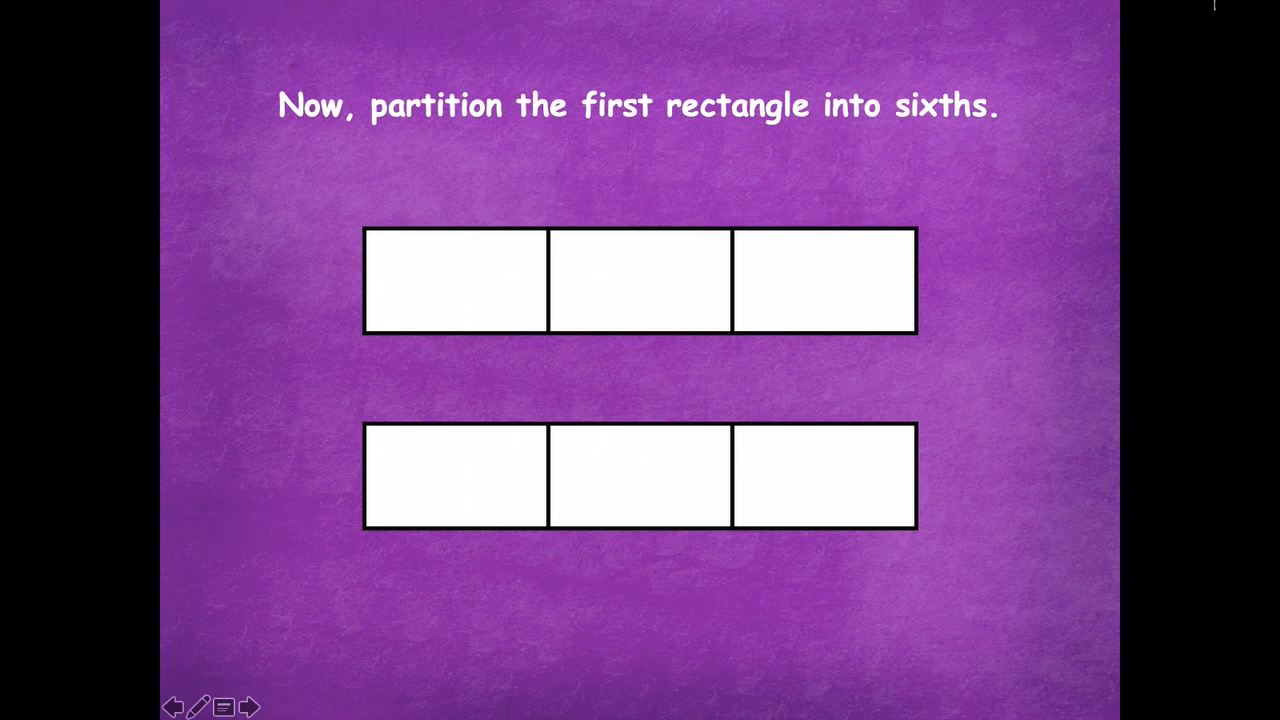 Now, partition the first rectangle into sixths.